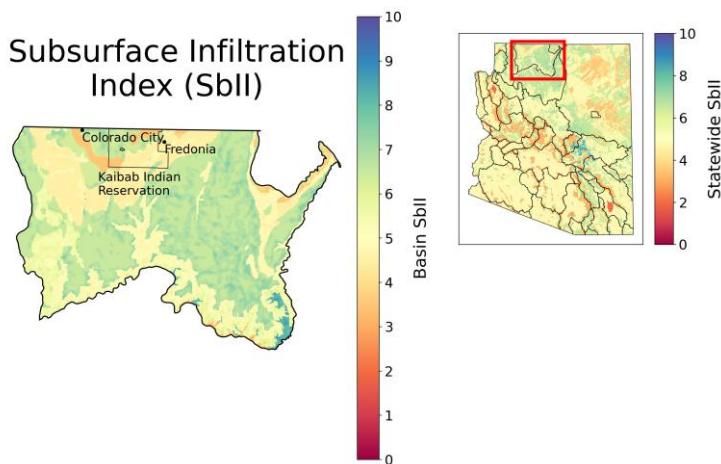 Subsurface Infiltration
Index (SbII)
Colorado City
Fredonia
Kaibab Indian
Reservation
10
9
8
7
6
5
4
3
2
1
0
Basin SbII
10
8
6
4
2
0
Statewide SbII